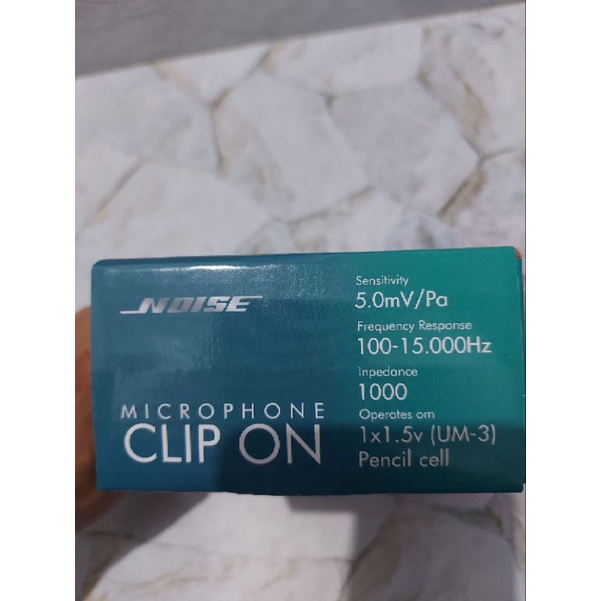 NOISE
MICROPHONE
CLIP ON
Sensitivity
5.0mV/Pa
Frequency Response
100-15.000Hz
Inpedance
1000
Operates om
1x1.5v (UM-3)
Pencil cell